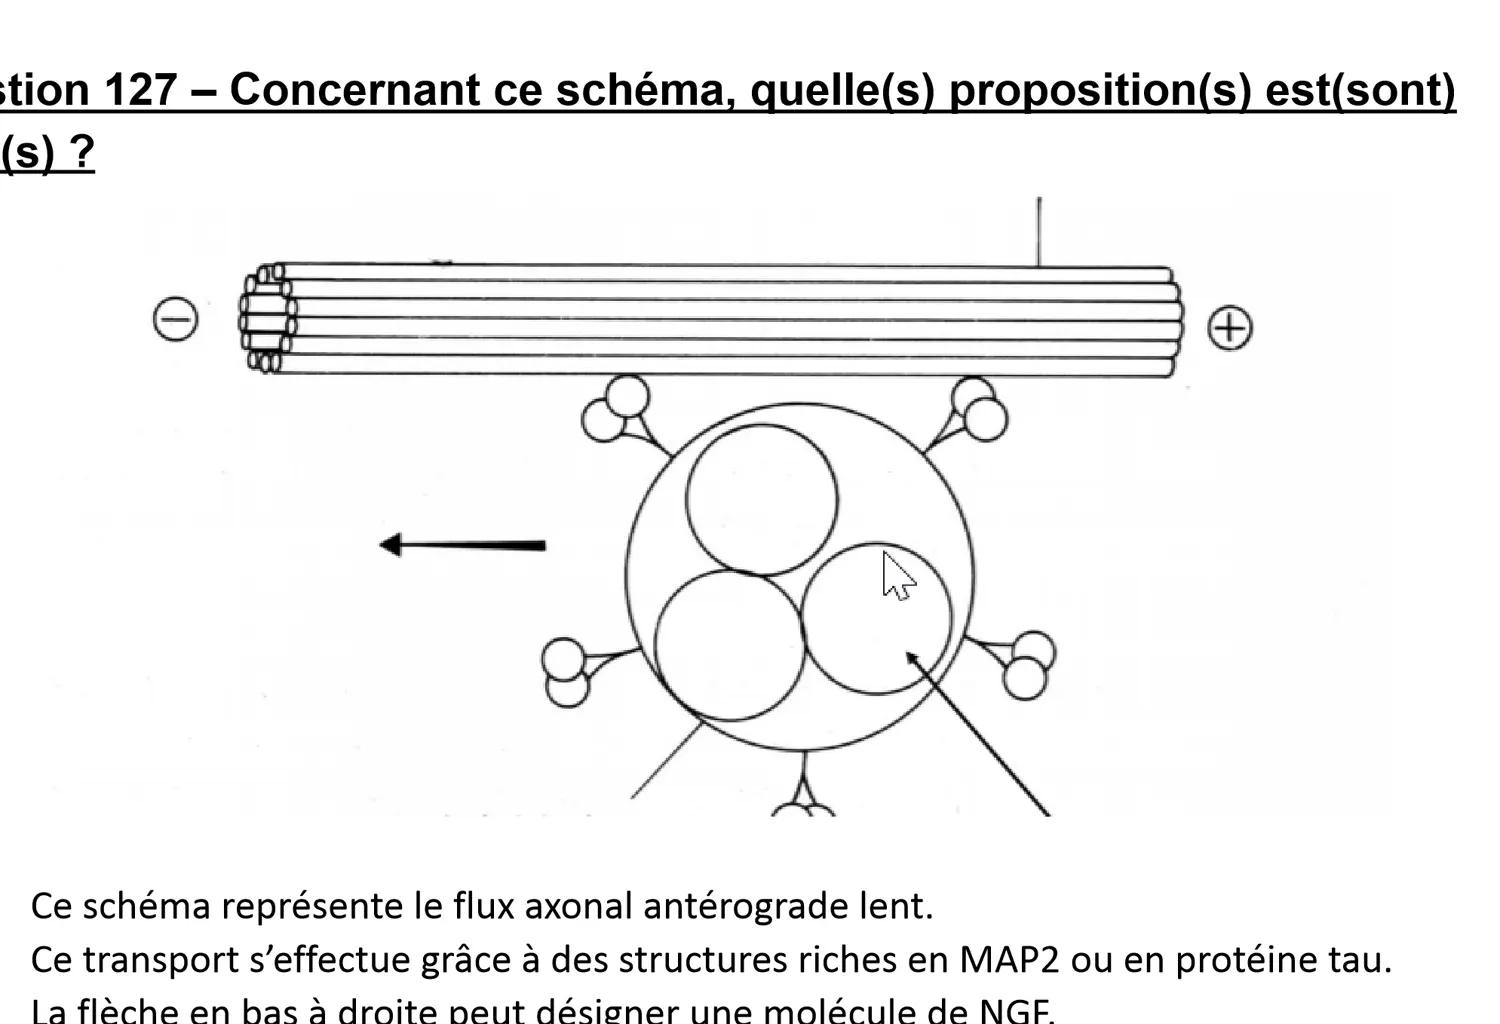 stion 127 – Concernant ce schéma, quelle(s) proposition(s) est(sont)
(s) ?
− +
Ce schéma représente le flux axonal antérograde lent.
Ce transport s’effectue grâce à des structures riches en MAP2 ou en protéine tau.
La flèche en bas à droite peut désigner une molécule de NGF.